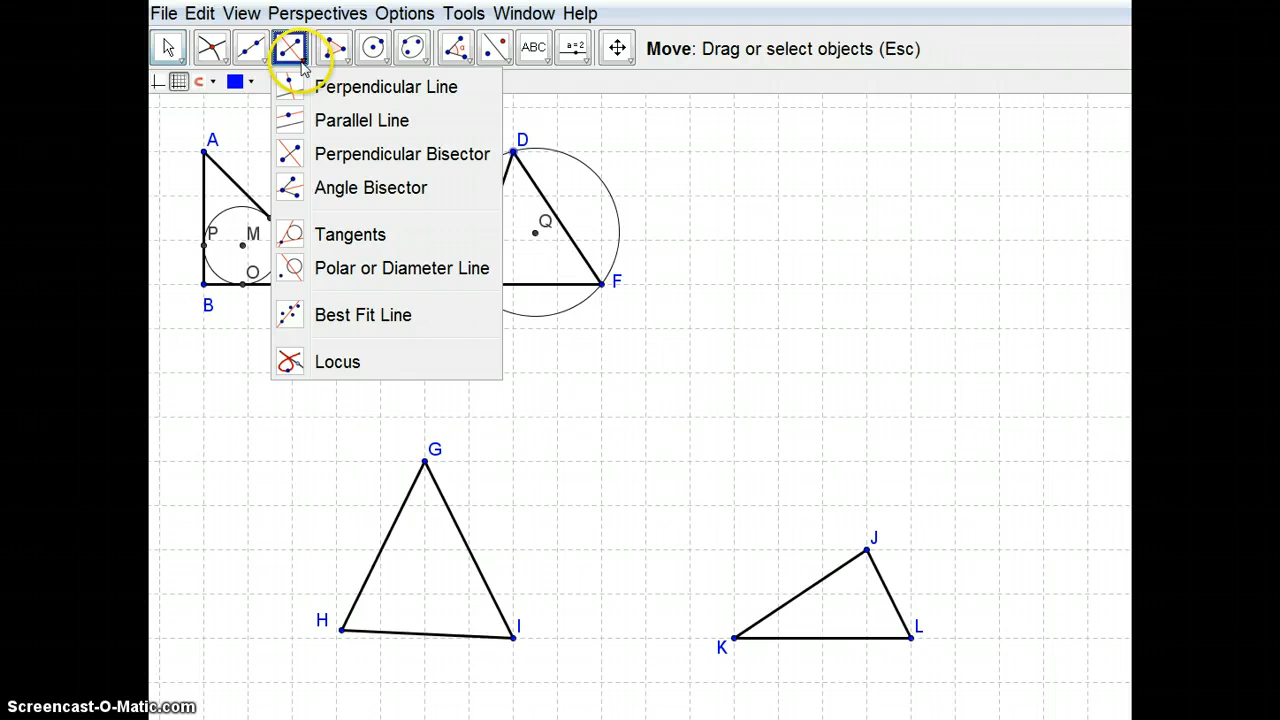 File Edit View Perspectives Options Tools Window Help
ABC a = 2 Move: Drag or select objects (Esc)
Perpendicular Line
Parallel Line
Perpendicular Bisector
Angle Bisector
Tangents
Polar or Diameter Line
Best Fit Line
Locus
A D
P M Q
O F
B
G
J
H I L
K
Screencast-O-Matic.com